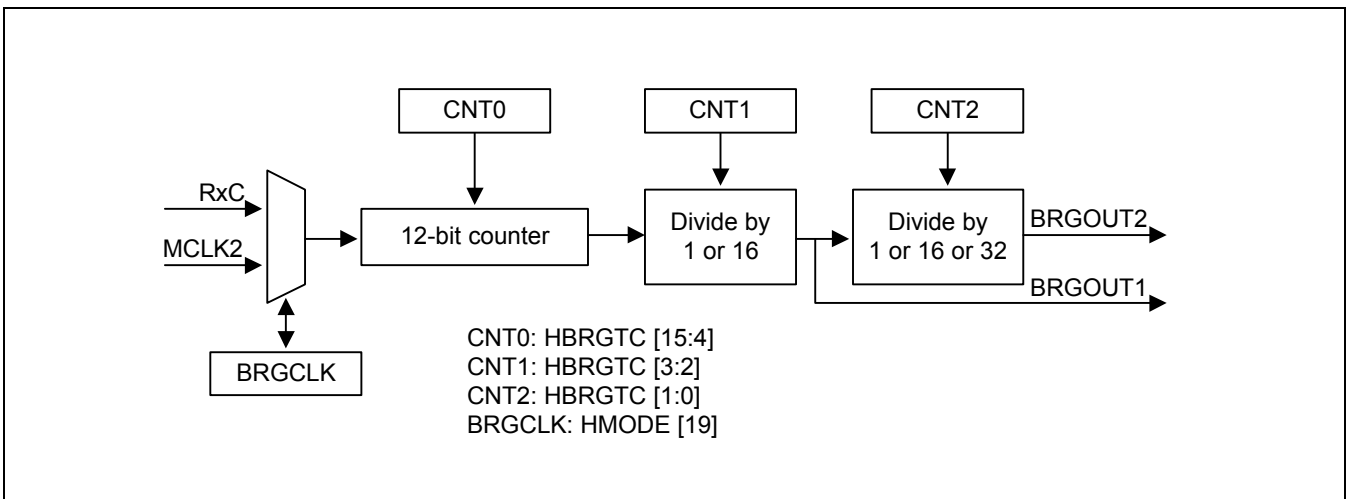 CNT0
CNT1
CNT2
RxC
MCLK2
12-bit counter
Divide by
1 or 16
Divide by
1 or 16 or 32
BRGOUT2
BRGOUT1
BRGCLK
CNT0: HBRGTC [15:4]
CNT1: HBRGTC [3:2]
CNT2: HBRGTC [1:0]
BRGCLK: HMODE [19]